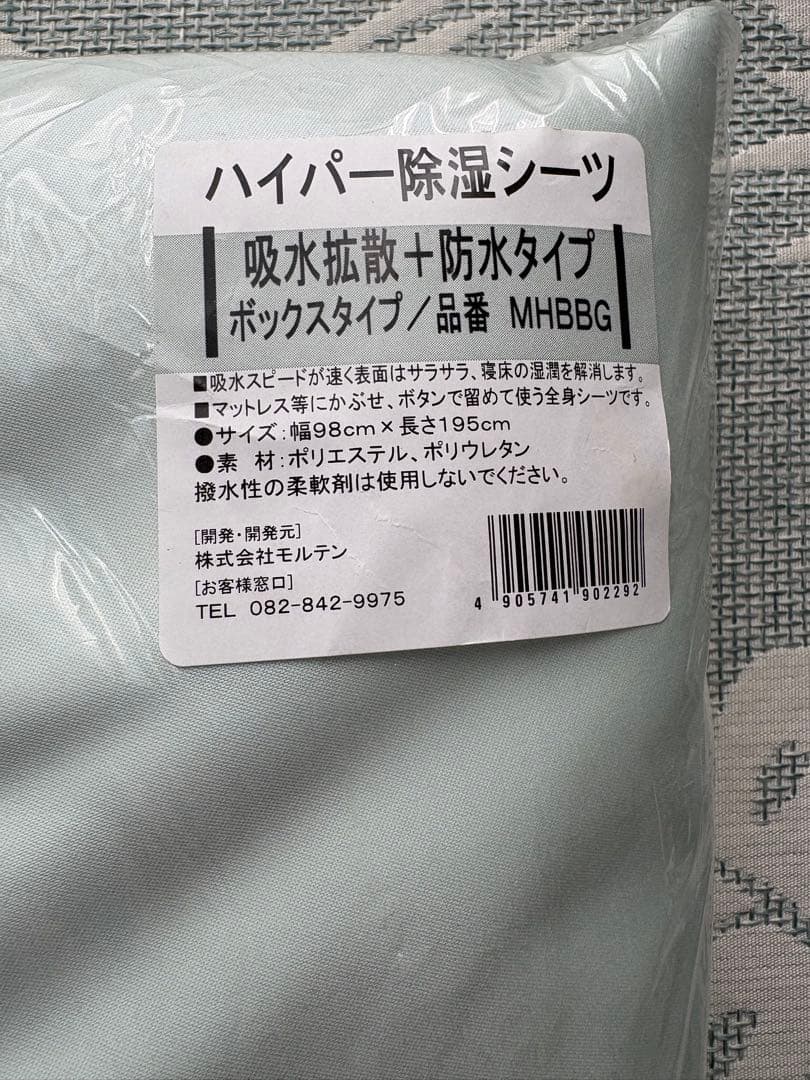 ハイパー除湿シーツ
吸水拡散＋防水タイプ
ボックスタイプ／品番 MHBBG
■吸水スピードが速く表面はサラサラ、寝床の湿潤を解消します。
■マットレス等にかぶせ、ボタンで留めて使う全身シーツです。
●サイズ：幅98cm×長さ195cm
●素 材：ポリエステル、ポリウレタン
撥水性の柔軟剤は使用しないでください。
[開発・開発元]
株式会社モルテン
[お客様窓口]
TEL 082-842-9975
4 905741 902292